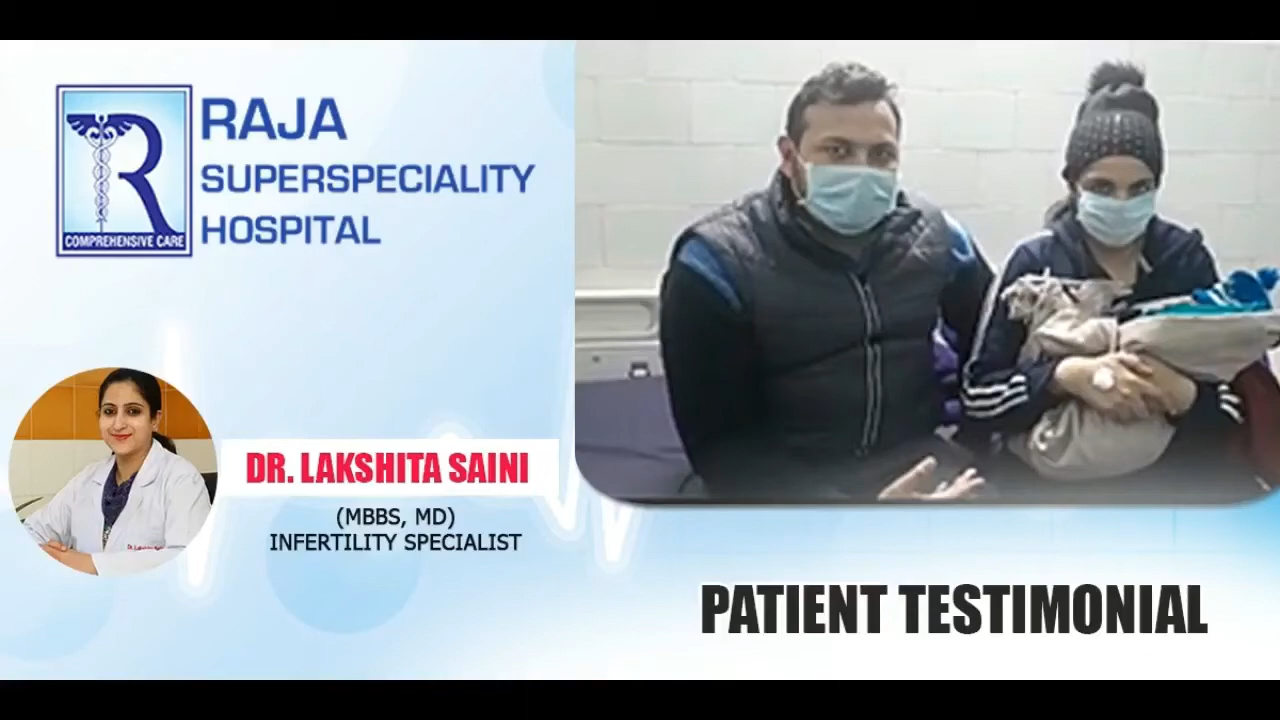 RAJA
SUPERSPECIALITY
HOSPITAL
COMPREHENSIVE CARE
DR. LAKSHITA SAINI
(MBBS, MD)
INFERTILITY SPECIALIST
PATIENT TESTIMONIAL